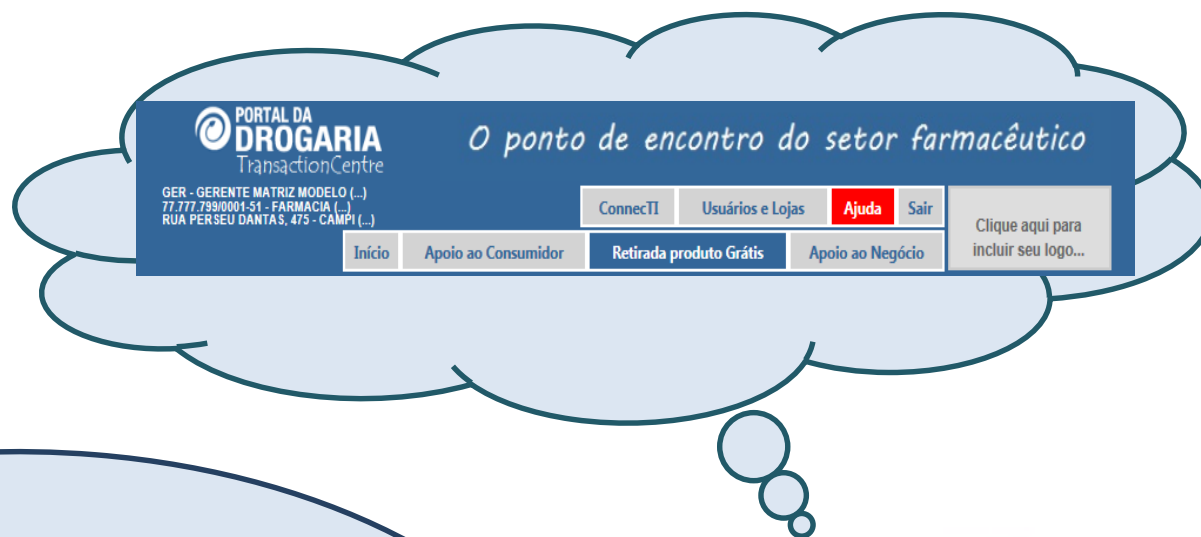 PORTAL DA
DROGARIA
TransactionCentre
O ponto de encontro do setor farmacêutico
GER - GERENTE MATRIZ MODELO (...)
77.777.799/0001-51 - FARMACIA (...)
RUA PERSEU DANTAS, 475 - CAMPI (...)
ConnecTI Usuários e Lojas Ajuda Sair
Clique aqui para
incluir seu logo...
Início Apoio ao Consumidor Retirada produto Grátis Apoio ao Negócio